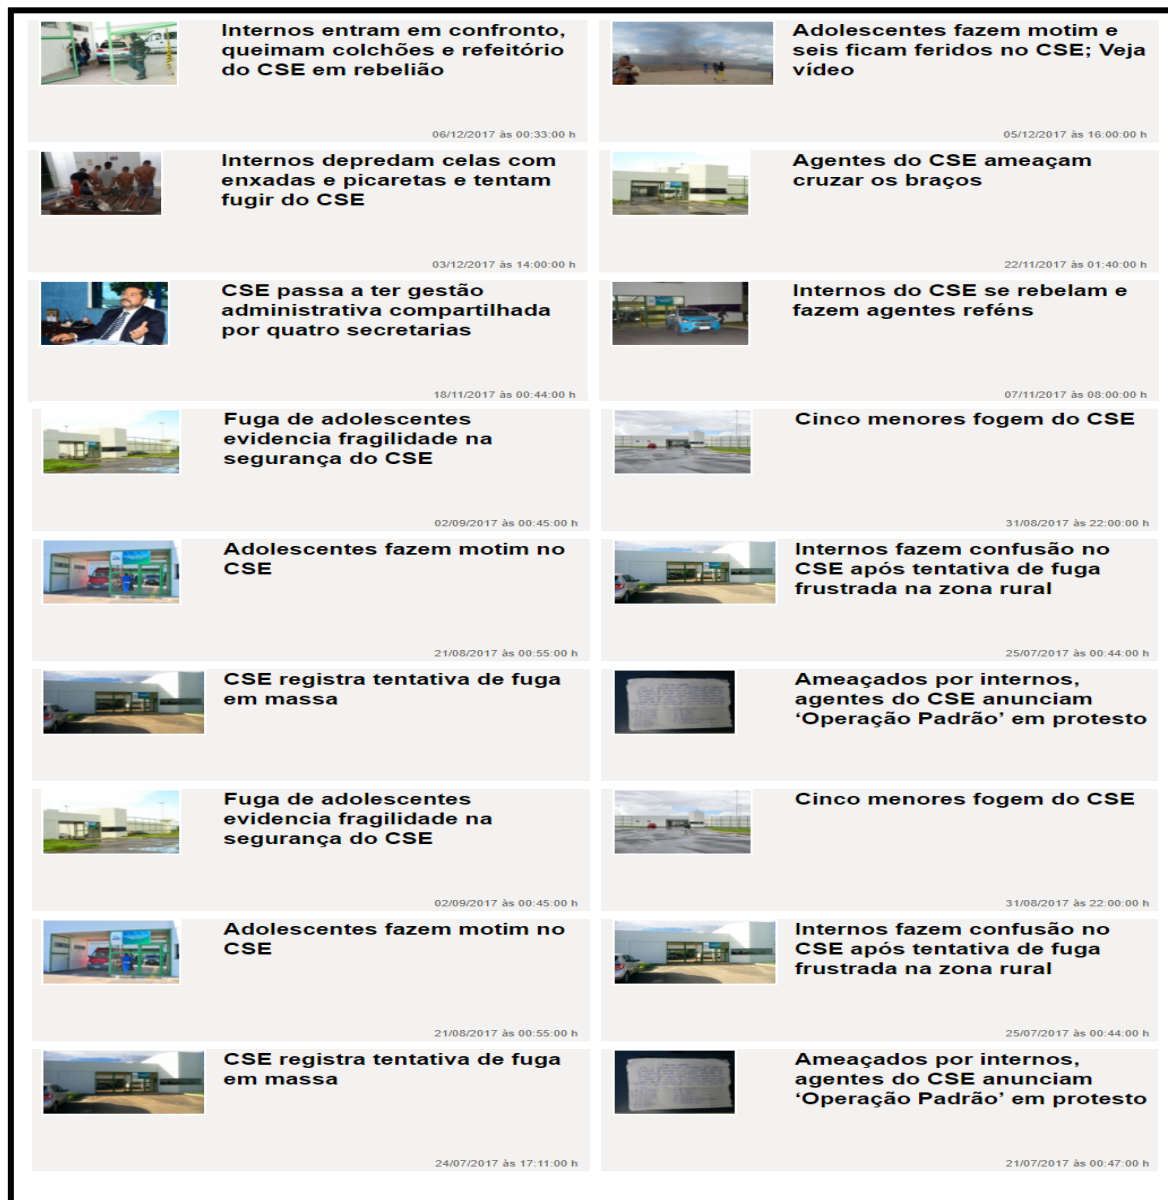 Internos entram em confronto,
queimam colchões e refeitório
do CSE em rebelião
06/12/2017 às 00:33:00 h
Adolescentes fazem motim e
seis ficam feridos no CSE; Veja
vídeo
05/12/2017 às 16:00:00 h
Internos depredam celas com
enxadas e picaretas e tentam
fugir do CSE
03/12/2017 às 14:00:00 h
Agentes do CSE ameaçam
cruzar os braços
22/11/2017 às 01:40:00 h
CSE passa a ter gestão
administrativa compartilhada
por quatro secretarias
18/11/2017 às 00:44:00 h
Internos do CSE se rebelam e
fazem agentes reféns
07/11/2017 às 08:00:00 h
Fuga de adolescentes
evidencia fragilidade na
segurança do CSE
02/09/2017 às 00:45:00 h
Cinco menores fogem do CSE
31/08/2017 às 22:00:00 h
Adolescentes fazem motim no
CSE
21/08/2017 às 00:55:00 h
Internos fazem confusão no
CSE após tentativa de fuga
frustrada na zona rural
25/07/2017 às 00:44:00 h
CSE registra tentativa de fuga
em massa
Ameaçados por internos,
agentes do CSE anunciam
‘Operação Padrão’ em protesto
Fuga de adolescentes
evidencia fragilidade na
segurança do CSE
02/09/2017 às 00:45:00 h
Cinco menores fogem do CSE
31/08/2017 às 22:00:00 h
Adolescentes fazem motim no
CSE
21/08/2017 às 00:55:00 h
Internos fazem confusão no
CSE após tentativa de fuga
frustrada na zona rural
25/07/2017 às 00:44:00 h
CSE registra tentativa de fuga
em massa
24/07/2017 às 17:11:00 h
Ameaçados por internos,
agentes do CSE anunciam
‘Operação Padrão’ em protesto
21/07/2017 às 00:47:00 h